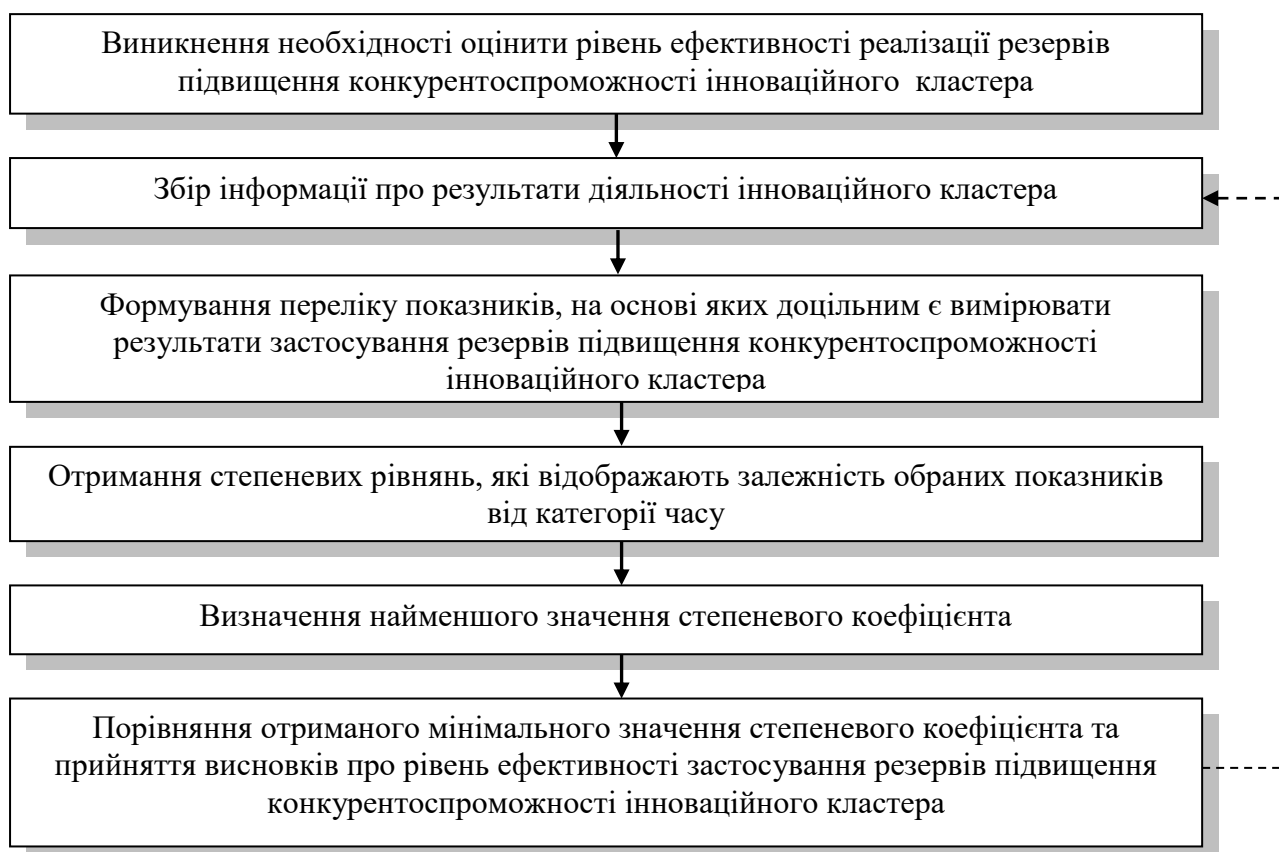 Виникнення необхідності оцінити рівень ефективності реалізації резервів
підвищення конкурентоспроможності інноваційного кластера
Збір інформації про результати діяльності інноваційного кластера
Формування переліку показників, на основі яких доцільним є вимірювати
результати застосування резервів підвищення конкурентоспроможності
інноваційного кластера
Отримання степеневих рівнянь, які відображають залежність обраних показників
від категорії часу
Визначення найменшого значення степеневого коефіцієнта
Порівняння отриманого мінімального значення степеневого коефіцієнта та
прийняття висновків про рівень ефективності застосування резервів підвищення
конкурентоспроможності інноваційного кластера